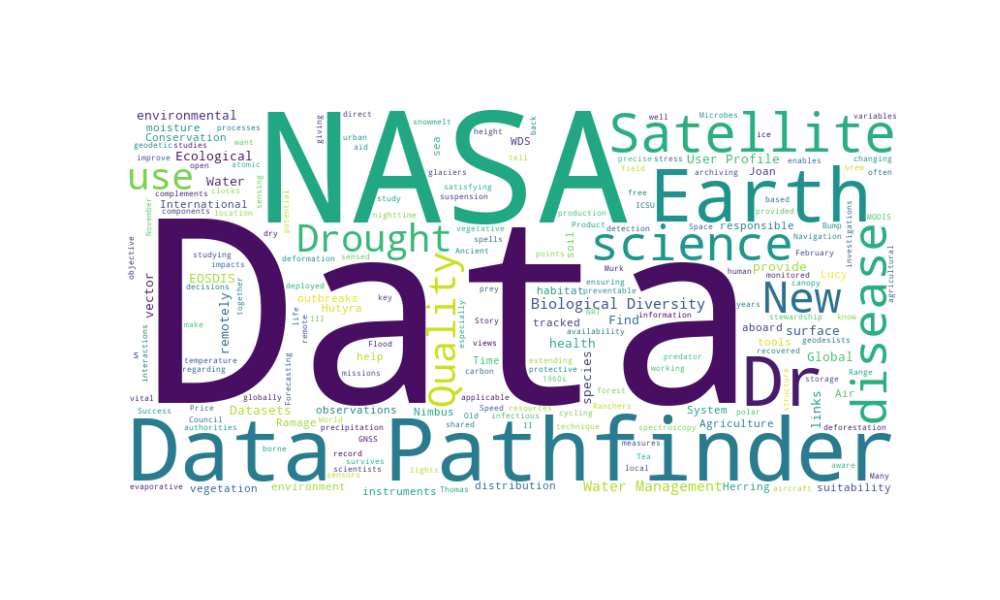 environmental
direct
snowmelt
height
back
well
Microbes
variables
NASA
Satellite
moisture
processes
giving
urban
sea
WDS
ice
Conservation
geodetic
studies
want
aid
tell
precise
stress
User Profile
enables
changing
improve
Ecological
open
atomic
glaciers
field
archiving
Joan
brew
often
use
Water
sensing
satisfying
Earth
complements
clocks
study
suspension
free
based
November
International
potential
ICSU
provided
MODIS
components
location
nighttime
production
Space
responsible
Bump
dry
Drought
vegetative
Product
detection
science
Navigation
investigations
objective
studying
deformation
sensed
spells
Ancient
points
soil
February
disease
agricultural
impacts
Data
Quality
Murk
ensuring
human
monitored
canopy
vector
EOSDIS
deployed
key
especially
prey
habitat
preventable
provide
Lucy
decisions
outbreaks
Biological Diversity
years
New
remotely
together
life
III
Hutyra
Story
tracked
NRT
Find
information
stewardship
know
make
remote
Flood
views
availability
aboard
surface
geodesists
interactions
help
health
tools
recovered
Global
S
temperature
Time
extending
species
predator
Dr
structure
storage
Range
regarding
Forecasting
missions
carbon
protective
working
links
Air
vital
globally
1960s
forest
applicable
Success
Price
Datasets
observations
Nimbus
Speed
resources
cycling
Ranchers
System
polar
deforestation
authorities
Council
Ramage
World
precipitation
shared
Old
infectious
technique
spectroscopy
Agriculture
Data Pathfinder
GNSS
II
measures
borne
record
survives
scientists
Tea
local
aware
Many
lights
sensors
evaporative
vegetation
environment
instruments
Thomas
distribution
Water Management
Herring
aircraft
suitability